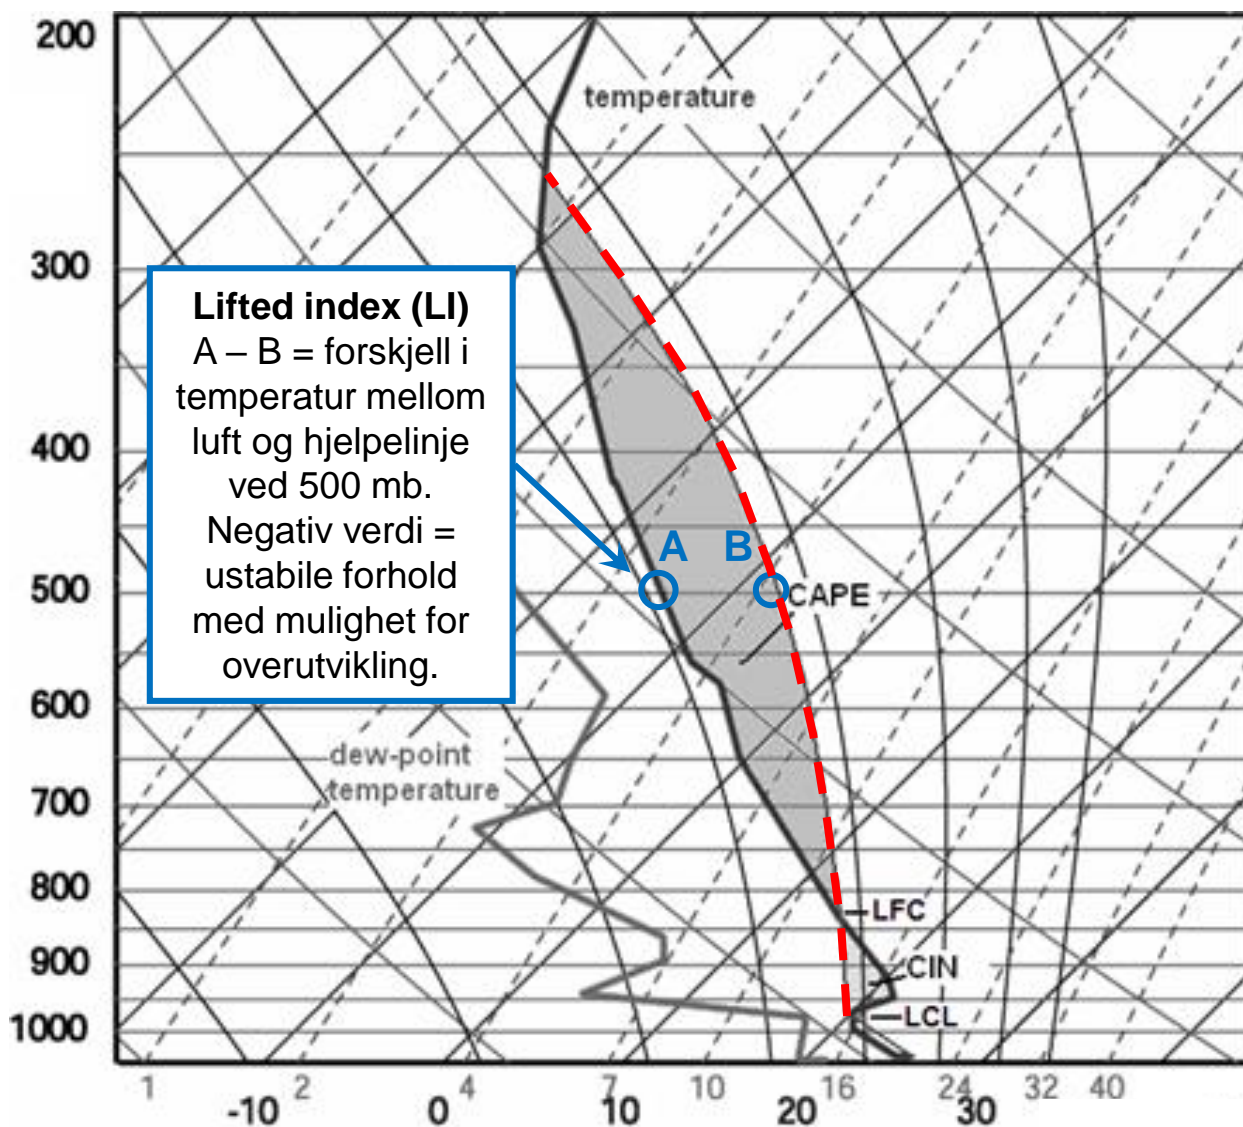 200
temperature
300
Lifted index (LI)
A – B = forskjell i
temperatur mellom
luft og hjelpelinje
ved 500 mb.
Negativ verdi =
ustabile forhold
med mulighet for
overutvikling.
400
A B
500
CAPE
600
dew-point
temperature
700
800
LFC
900
CIN
LCL
1000
1 2 4 7 10 16 24 32 40
-10 0 10 20 30